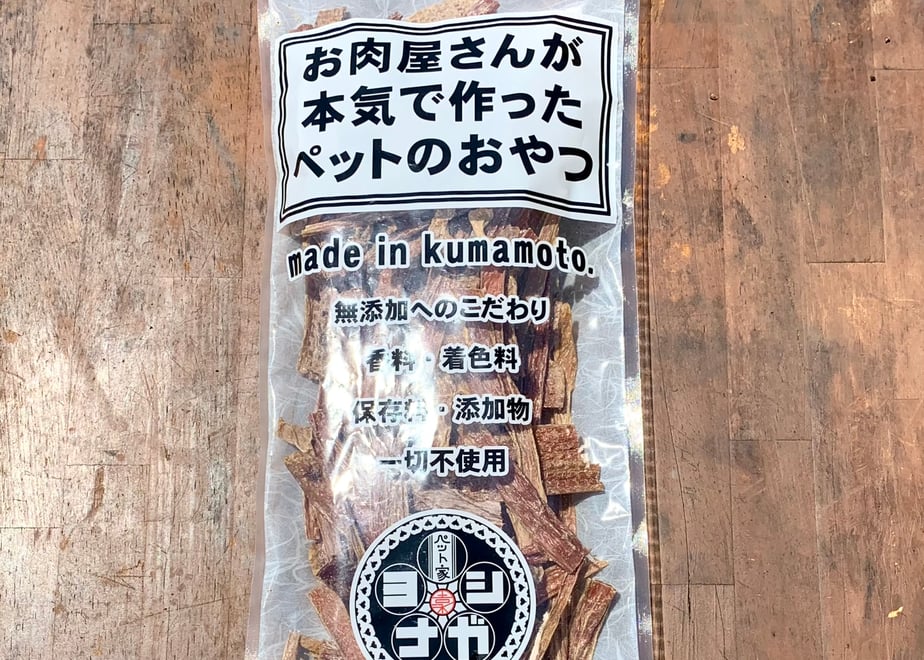 お肉屋さんが
本気で作った
ペットのおやつ
made in kumamoto.
無添加へのこだわり
香料・着色料
保存料・添加物
一切不使用
ペット家
ヨシ
ナガ